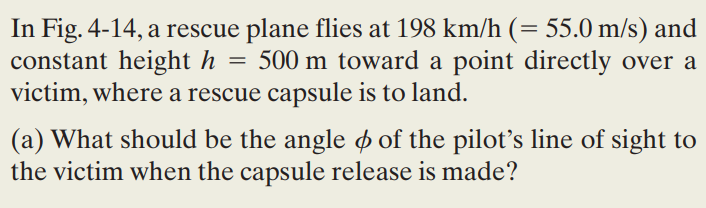 In Fig. 4-14, a rescue plane flies at 198 km/h (= 55.0 m/s) and
constant height h = 500 m toward a point directly over a
victim, where a rescue capsule is to land.
(a) What should be the angle ϕ of the pilot’s line of sight to
the victim when the capsule release is made?